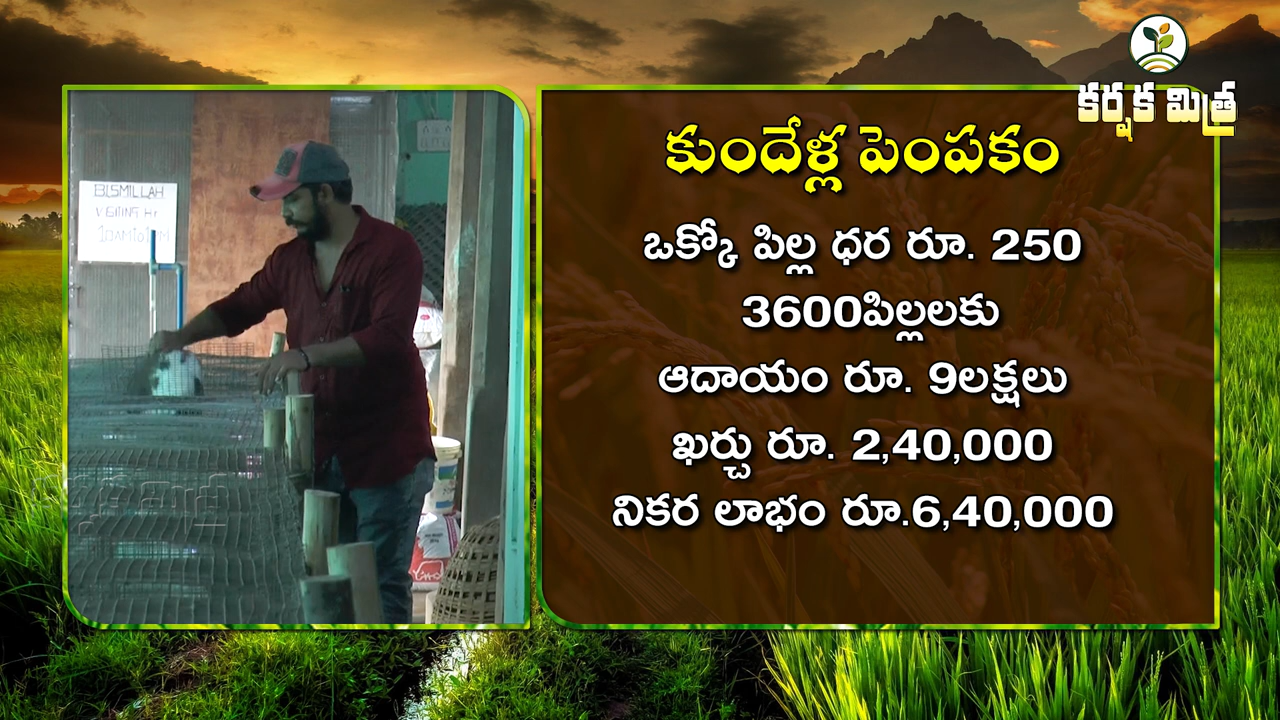 కర్షక మిత్ర
కుందేళ్ల పెంపకం
ఒక్కో పిల్ల ధర రూ. 250
3600పిల్లలకు
ఆదాయం రూ. 9లక్షలు
ఖర్చు రూ. 2,40,000
నికర లాభం రూ.6,40,000
BISMILLAH